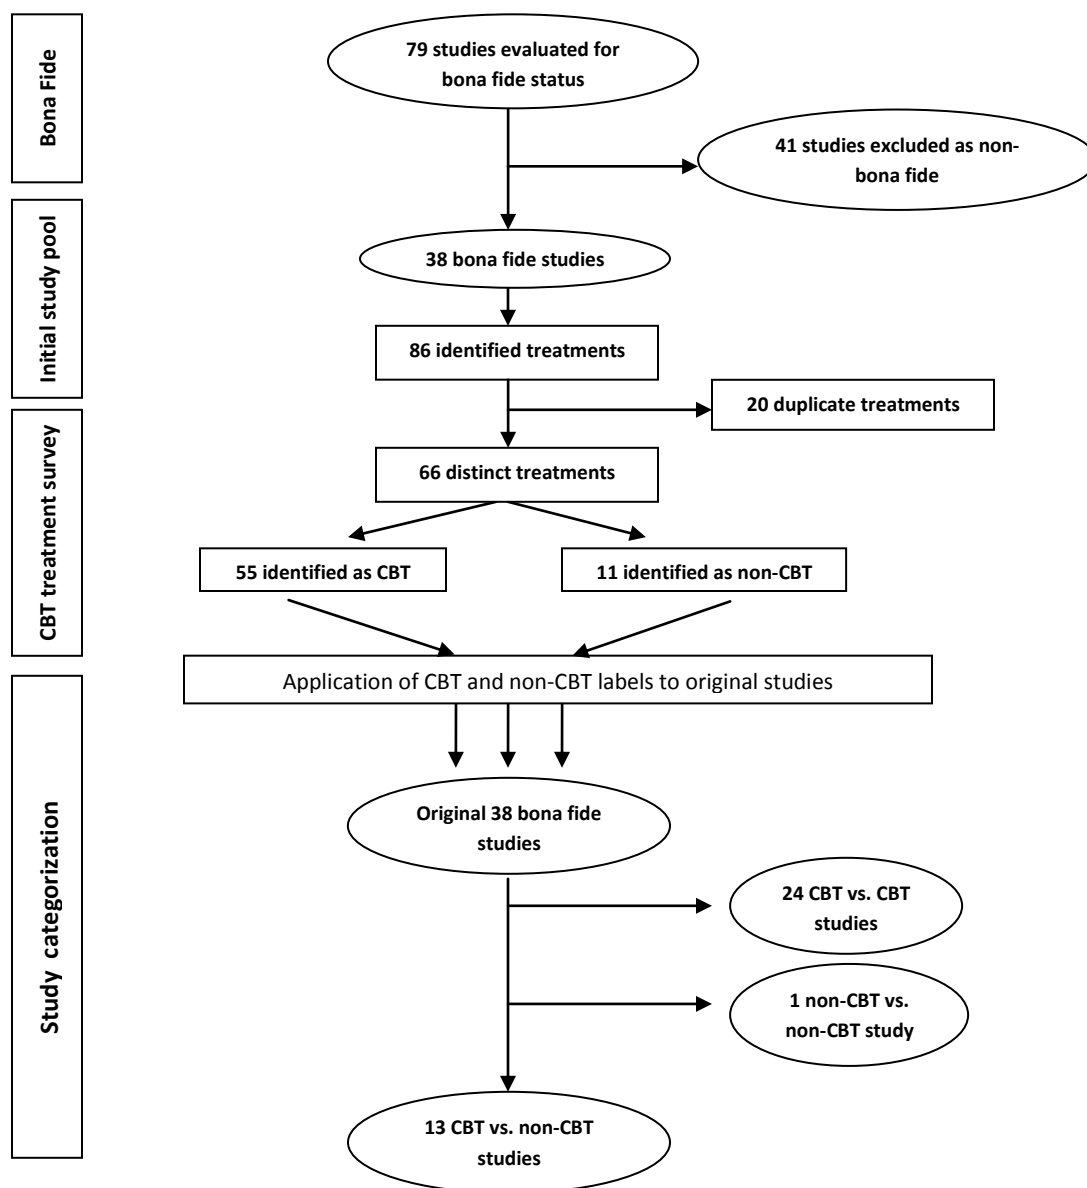 Bona Fide
79 studies evaluated for
bona fide status
41 studies excluded as non-
bona fide
Initial study pool
38 bona fide studies
86 identified treatments
20 duplicate treatments
CBT treatment survey
66 distinct treatments
55 identified as CBT
11 identified as non-CBT
Application of CBT and non-CBT labels to original studies
Study categorization
Original 38 bona fide
studies
24 CBT vs. CBT
studies
1 non-CBT vs.
non-CBT study
13 CBT vs. non-CBT
studies